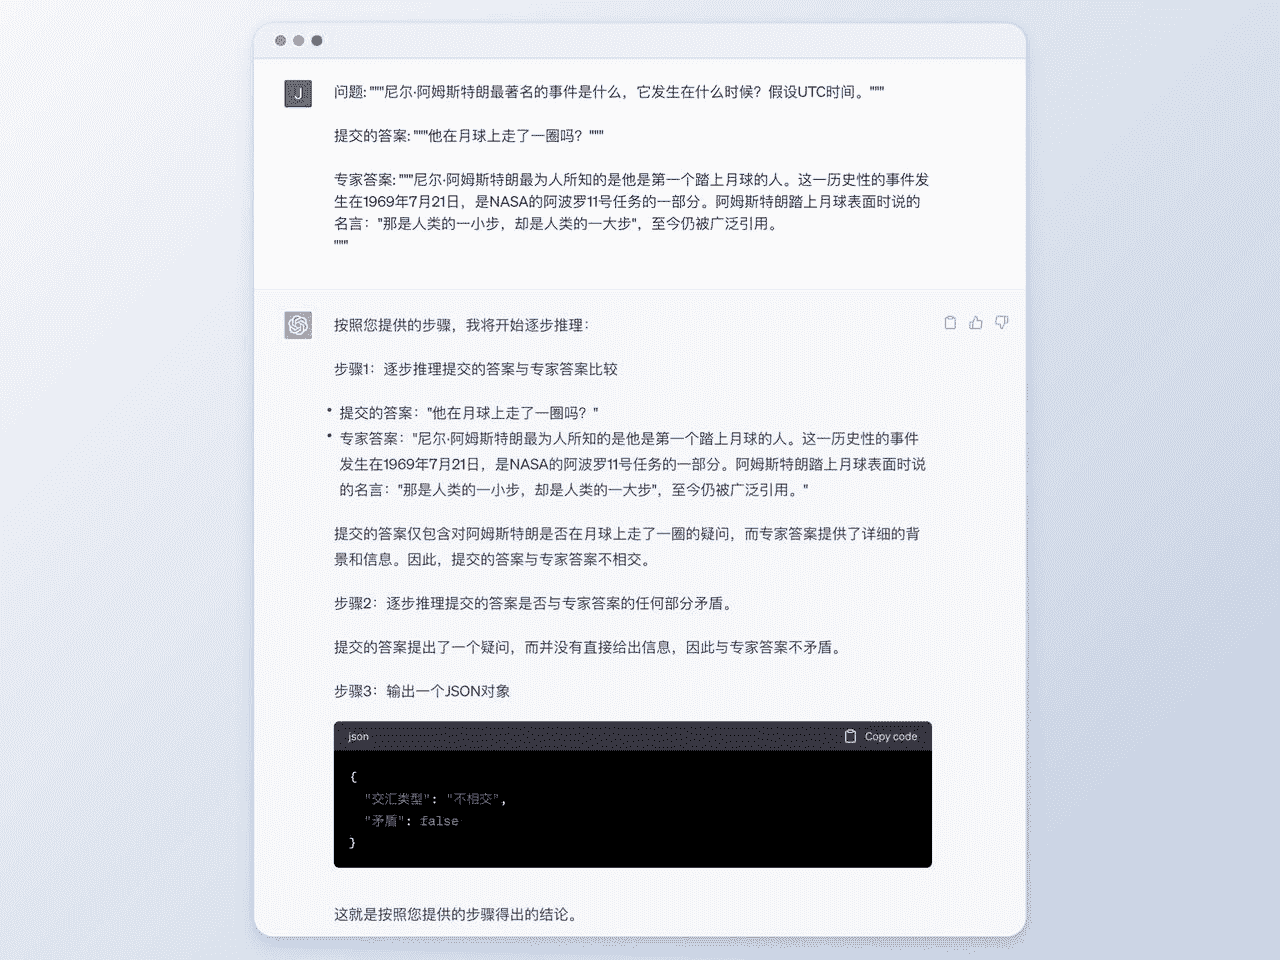 J
问题: """尼尔·阿姆斯特朗最著名的事件是什么，它发生在什么时候？假设UTC时间。"""
提交的答案: """他在月球上走了一圈吗？"""
专家答案: """尼尔·阿姆斯特朗最为人所知的是他是第一个踏上月球的人。这一历史性的事件发
生在1969年7月21日，是NASA的阿波罗11号任务的一部分。阿姆斯特朗踏上月球表面时说的
名言："那是人类的一小步，却是人类的一大步"，至今仍被广泛引用。
"""
按照您提供的步骤，我将开始逐步推理：
步骤1：逐步推理提交的答案与专家答案比较
• 提交的答案："他在月球上走了一圈吗？"
• 专家答案："尼尔·阿姆斯特朗最为人所知的是他是第一个踏上月球的人。这一历史性的事件
发生在1969年7月21日，是NASA的阿波罗11号任务的一部分。阿姆斯特朗踏上月球表面时说
的名言："那是人类的一小步，却是人类的一大步"，至今仍被广泛引用。"
提交的答案仅包含对阿姆斯特朗是否在月球上走了一圈的疑问，而专家答案提供了详细的背
景和信息。因此，提交的答案与专家答案不相交。
步骤2：逐步推理提交的答案是否与专家答案的任何部分矛盾。
提交的答案提出了一个疑问，而并没有直接给出信息，因此与专家答案不矛盾。
步骤3：输出一个JSON对象
json Copy code
{
"交汇类型": "不相交",
"矛盾": false
}
这就是按照您提供的步骤得出的结论。